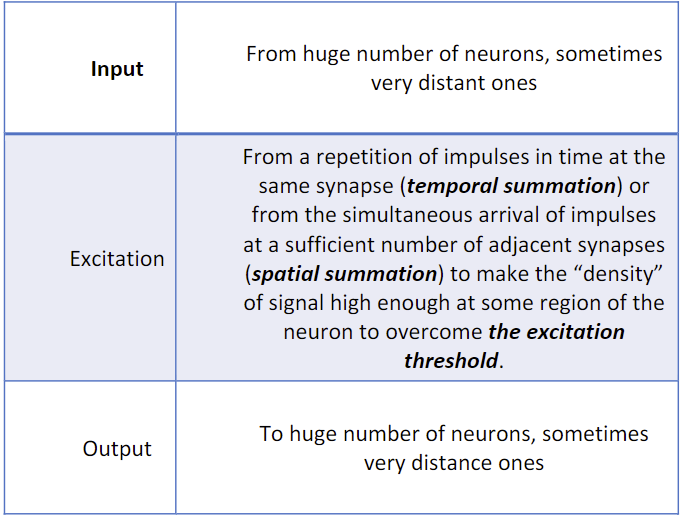 Input
From huge number of neurons, sometimes
very distant ones
Excitation
From a repetition of impulses in time at the
same synapse (temporal summation) or
from the simultaneous arrival of impulses
at a sufficient number of adjacent synapses
(spatial summation) to make the “density”
of signal high enough at some region of the
neuron to overcome the excitation
threshold.
Output
To huge number of neurons, sometimes
very distance ones